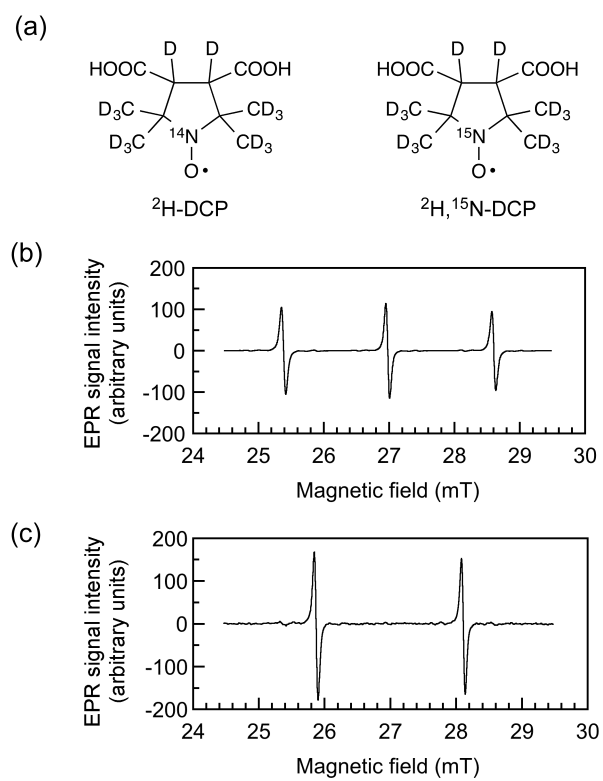 (a)
D D
HOOC COOH
D₃C CD₃
D₃C ¹⁴N CD₃
O•
²H-DCP
D D
HOOC COOH
D₃C CD₃
D₃C ¹⁵N CD₃
O•
²H,¹⁵N-DCP
(b)
EPR signal intensity
(arbitrary units)
200
100
0
-100
-200
24 25 26 27 28 29 30
Magnetic field (mT)
(c)
EPR signal intensity
(arbitrary units)
200
100
0
-100
-200
24 25 26 27 28 29 30
Magnetic field (mT)